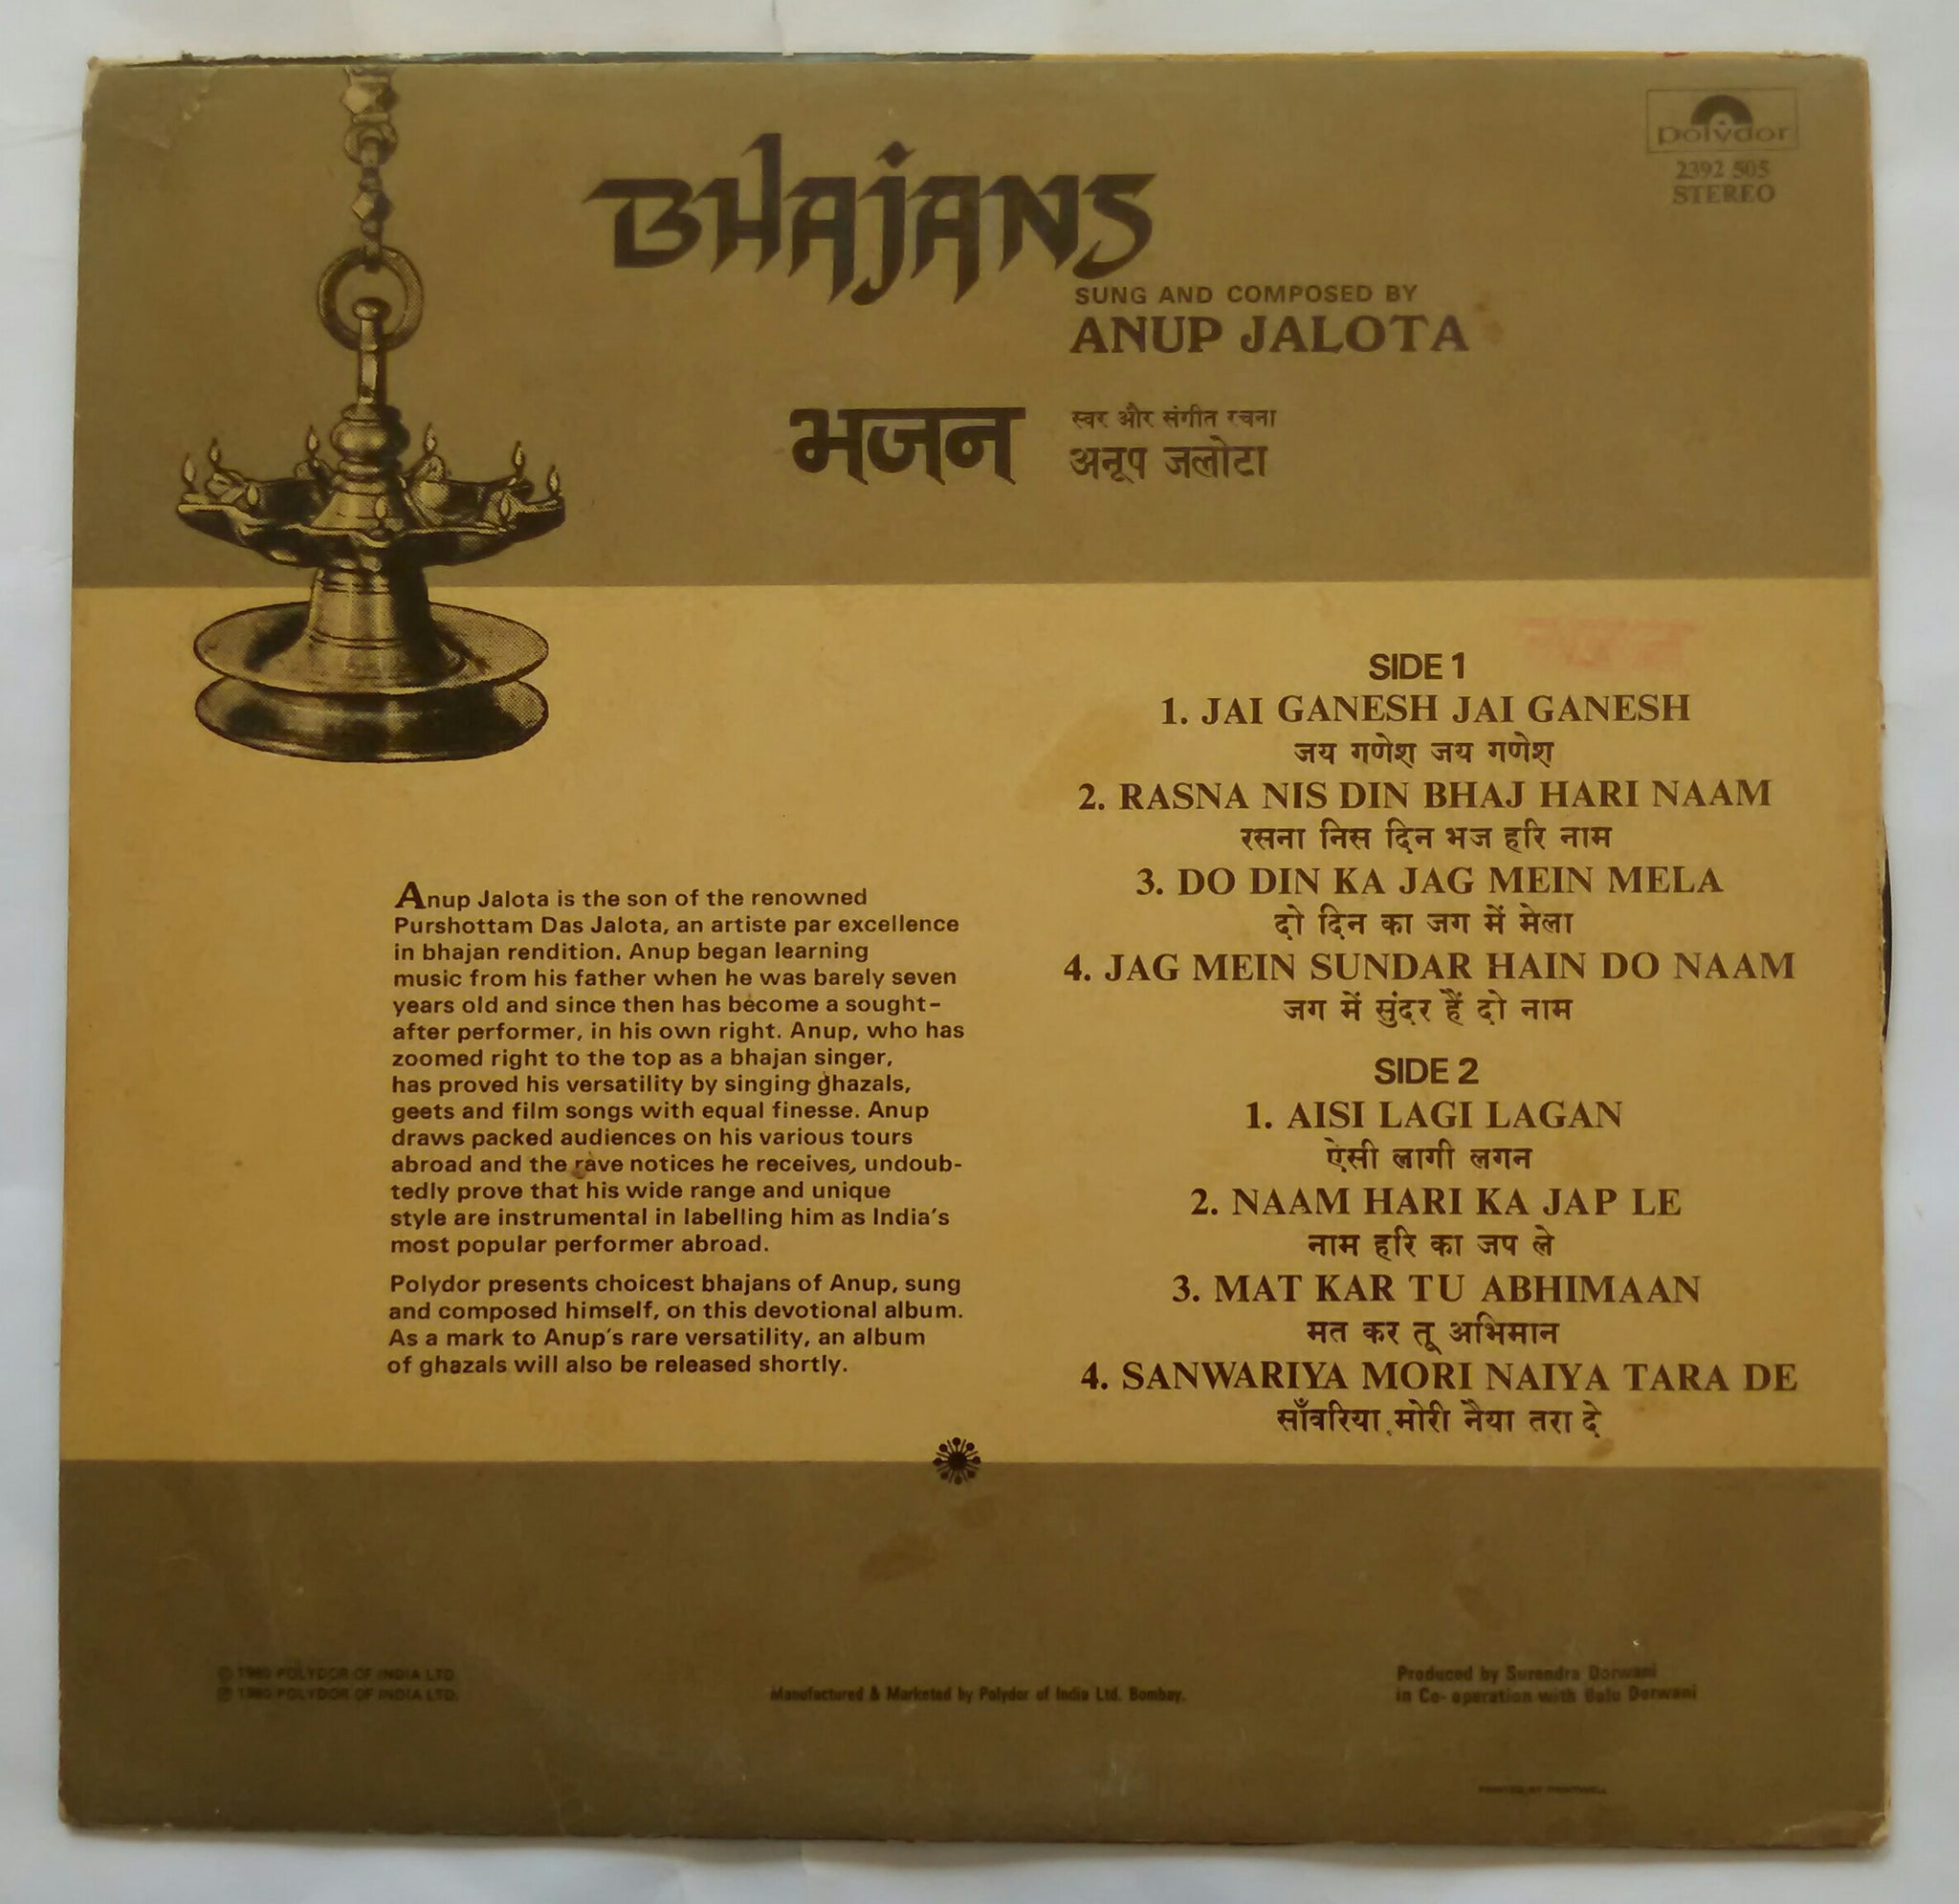 polydor
2392 505
STEREO
BHAJANS
SUNG AND COMPOSED BY
ANUP JALOTA
भजन
स्वर और संगीत रचना
अनूप जलोटा
Anup Jalota is the son of the renowned
Purshottam Das Jalota, an artiste par excellence
in bhajan rendition. Anup began learning
music from his father when he was barely seven
years old and since then has become a sought-
after performer, in his own right. Anup, who has
zoomed right to the top as a bhajan singer,
has proved his versatility by singing ghazals,
geets and film songs with equal finesse. Anup
draws packed audiences on his various tours
abroad and the rave notices he receives, undoub-
tedly prove that his wide range and unique
style are instrumental in labelling him as India's
most popular performer abroad.
Polydor presents choicest bhajans of Anup, sung
and composed himself, on this devotional album.
As a mark to Anup's rare versatility, an album
of ghazals will also be released shortly.
SIDE 1
1. JAI GANESH JAI GANESH
जय गणेश जय गणेश
2. RASNA NIS DIN BHAJ HARI NAAM
रसना निस दिन भज हरि नाम
3. DO DIN KA JAG MEIN MELA
दो दिन का जग में मेला
4. JAG MEIN SUNDAR HAIN DO NAAM
जग में सुंदर हैं दो नाम
SIDE 2
1. AISI LAGI LAGAN
ऐसी लागी लगन
2. NAAM HARI KA JAP LE
नाम हरि का जप ले
3. MAT KAR TU ABHIMAAN
मत कर तू अभिमान
4. SANWARIYA MORI NAIYA TARA DE
साँवरिया मोरी नैया तरा दे
© 1980 POLYDOR OF INDIA LTD.
℗ 1980 POLYDOR OF INDIA LTD.
Manufactured & Marketed by Polydor of India Ltd. Bombay.
Produced by Surendra Dorwani
in Co-operation with Balu Dorwani